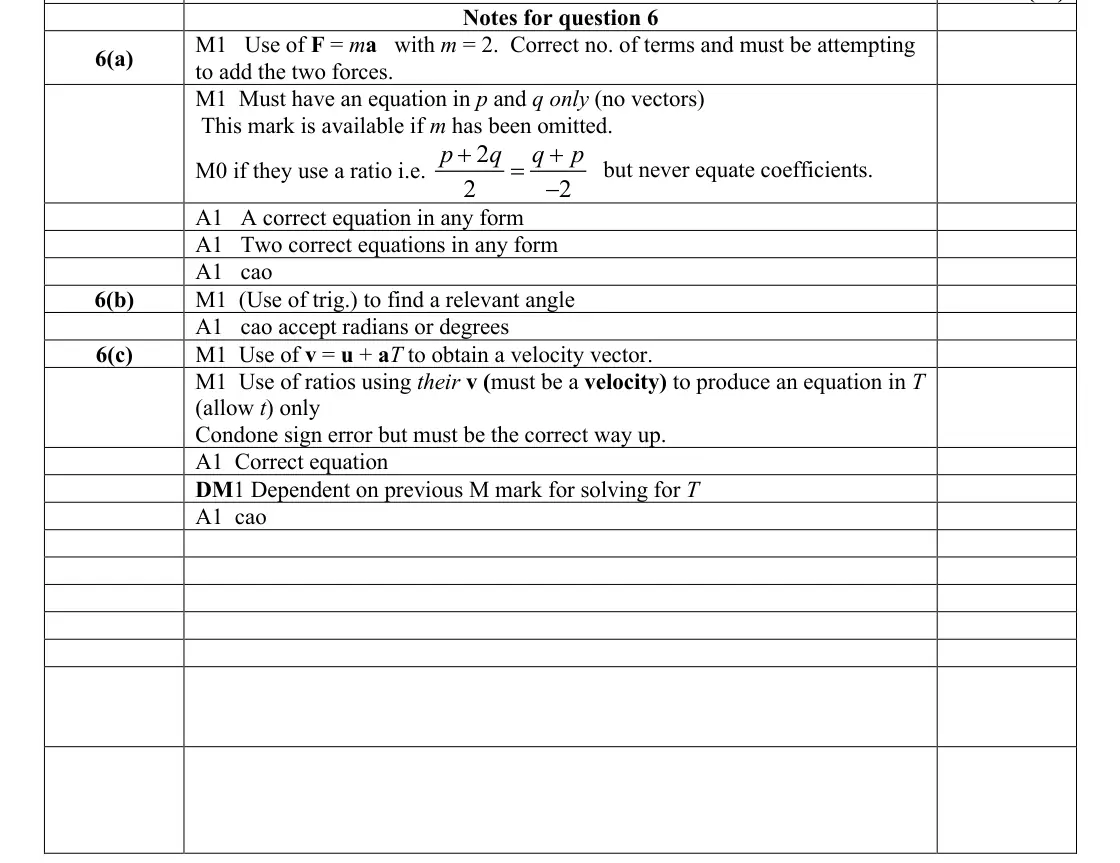 Notes for question 6
6(a)
M1 Use of F = ma with m = 2. Correct no. of terms and must be attempting
to add the two forces.
M1 Must have an equation in p and q only (no vectors)
This mark is available if m has been omitted.
M0 if they use a ratio i.e. (p + 2q)/2 = (q + p)/−2 but never equate coefficients.
A1 A correct equation in any form
A1 Two correct equations in any form
A1 cao
6(b)
M1 (Use of trig.) to find a relevant angle
A1 cao accept radians or degrees
6(c)
M1 Use of v = u + aT to obtain a velocity vector.
M1 Use of ratios using their v (must be a velocity) to produce an equation in T
(allow t) only
Condone sign error but must be the correct way up.
A1 Correct equation
DM1 Dependent on previous M mark for solving for T
A1 cao